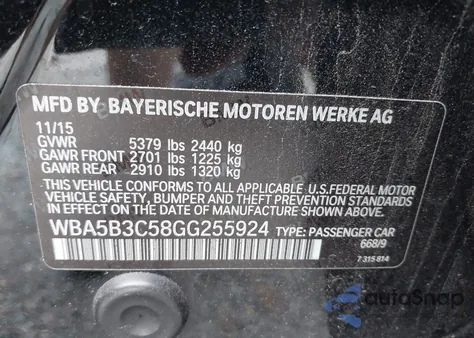 MFD BY BAYERISCHE MOTOREN WERKE AG
11/15
GVWR 5379 lbs 2440 kg
GAWR FRONT 2701 lbs 1225 kg
GAWR REAR 2910 lbs 1320 kg
THIS VEHICLE CONFORMS TO ALL APPLICABLE U.S.FEDERAL MOTOR
VEHICLE SAFETY, BUMPER AND THEFT PREVENTION STANDARDS
IN EFFECT ON THE DATE OF MANUFACTURE SHOWN ABOVE.
WBA5B3C58GG255924 TYPE: PASSENGER CAR
668/9
7 315 814
autoSnap